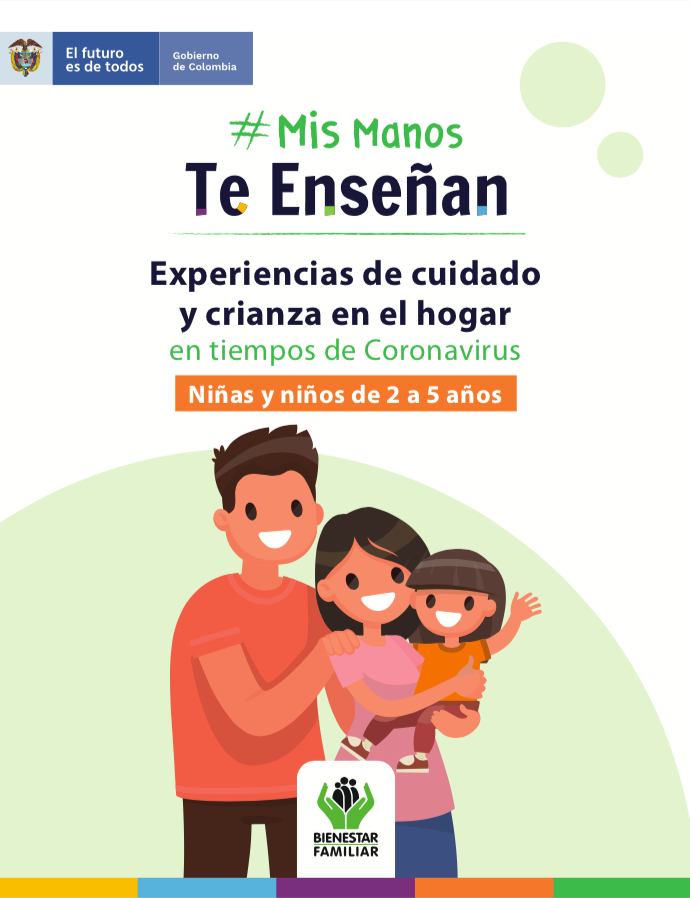 El futuro
es de todos
Gobierno
de Colombia
#Mis Manos
Te Enseñan
Experiencias de cuidado
y crianza en el hogar
en tiempos de Coronavirus
Niñas y niños de 2 a 5 años
BIENESTAR
FAMILIAR